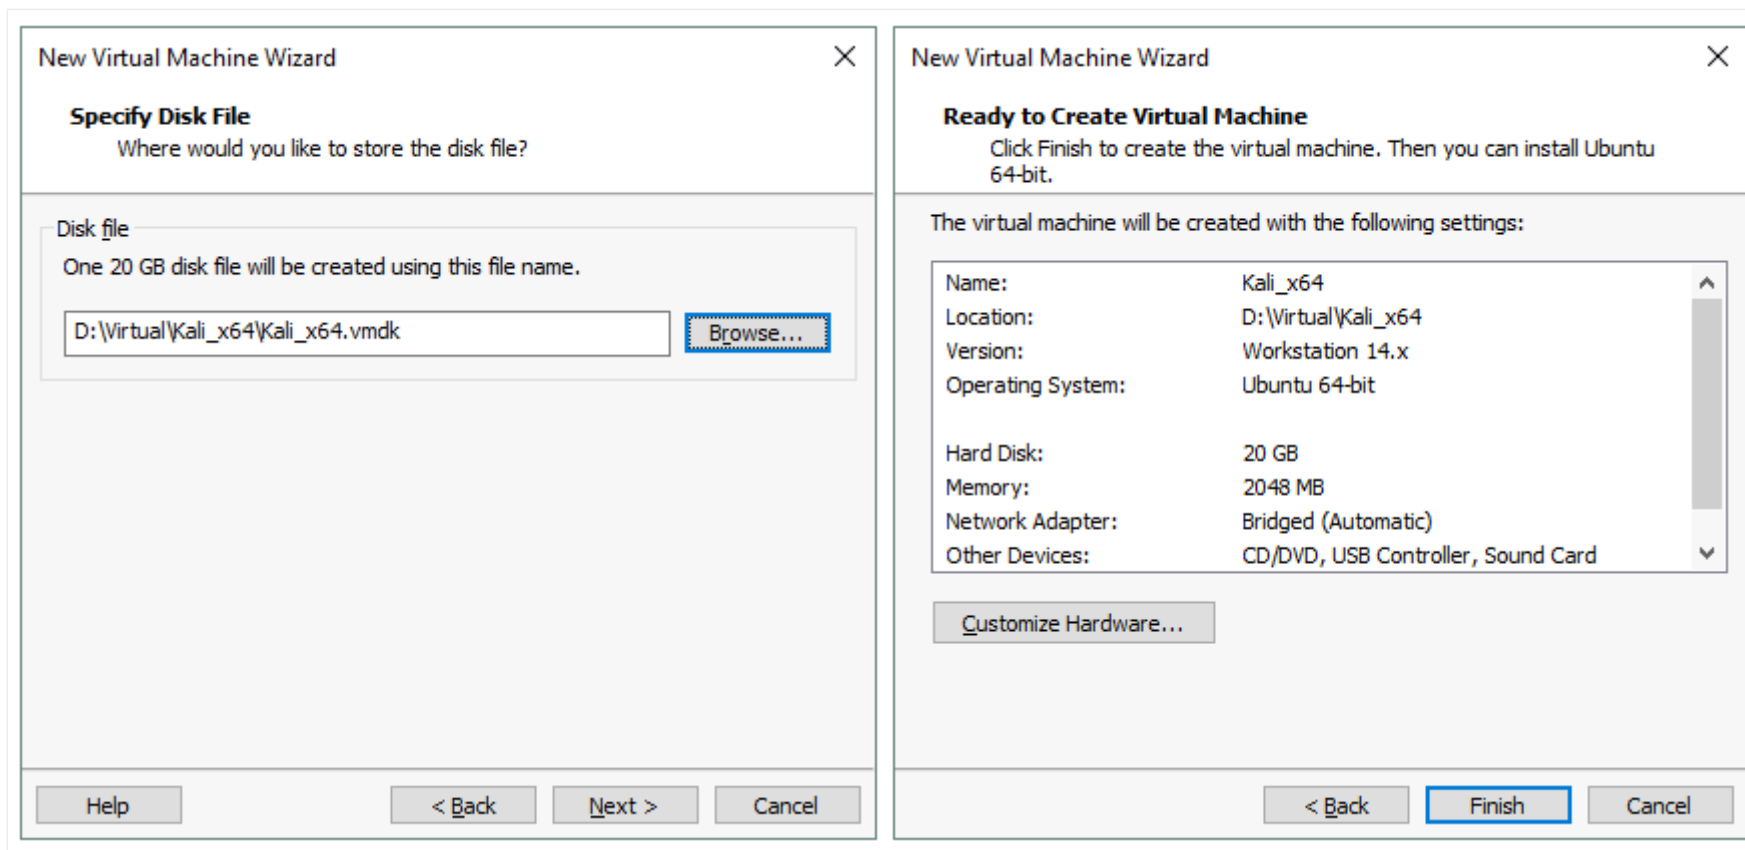 New Virtual Machine Wizard
Specify Disk File
Where would you like to store the disk file?
Disk file
One 20 GB disk file will be created using this file name.
D:\Virtual\Kali_x64\Kali_x64.vmdk
Browse...
Help
< Back
Next >
Cancel
New Virtual Machine Wizard
Ready to Create Virtual Machine
Click Finish to create the virtual machine. Then you can install Ubuntu
64-bit.
The virtual machine will be created with the following settings:
Name: Kali_x64
Location: D:\Virtual\Kali_x64
Version: Workstation 14.x
Operating System: Ubuntu 64-bit
Hard Disk: 20 GB
Memory: 2048 MB
Network Adapter: Bridged (Automatic)
Other Devices: CD/DVD, USB Controller, Sound Card
Customize Hardware...
< Back
Finish
Cancel